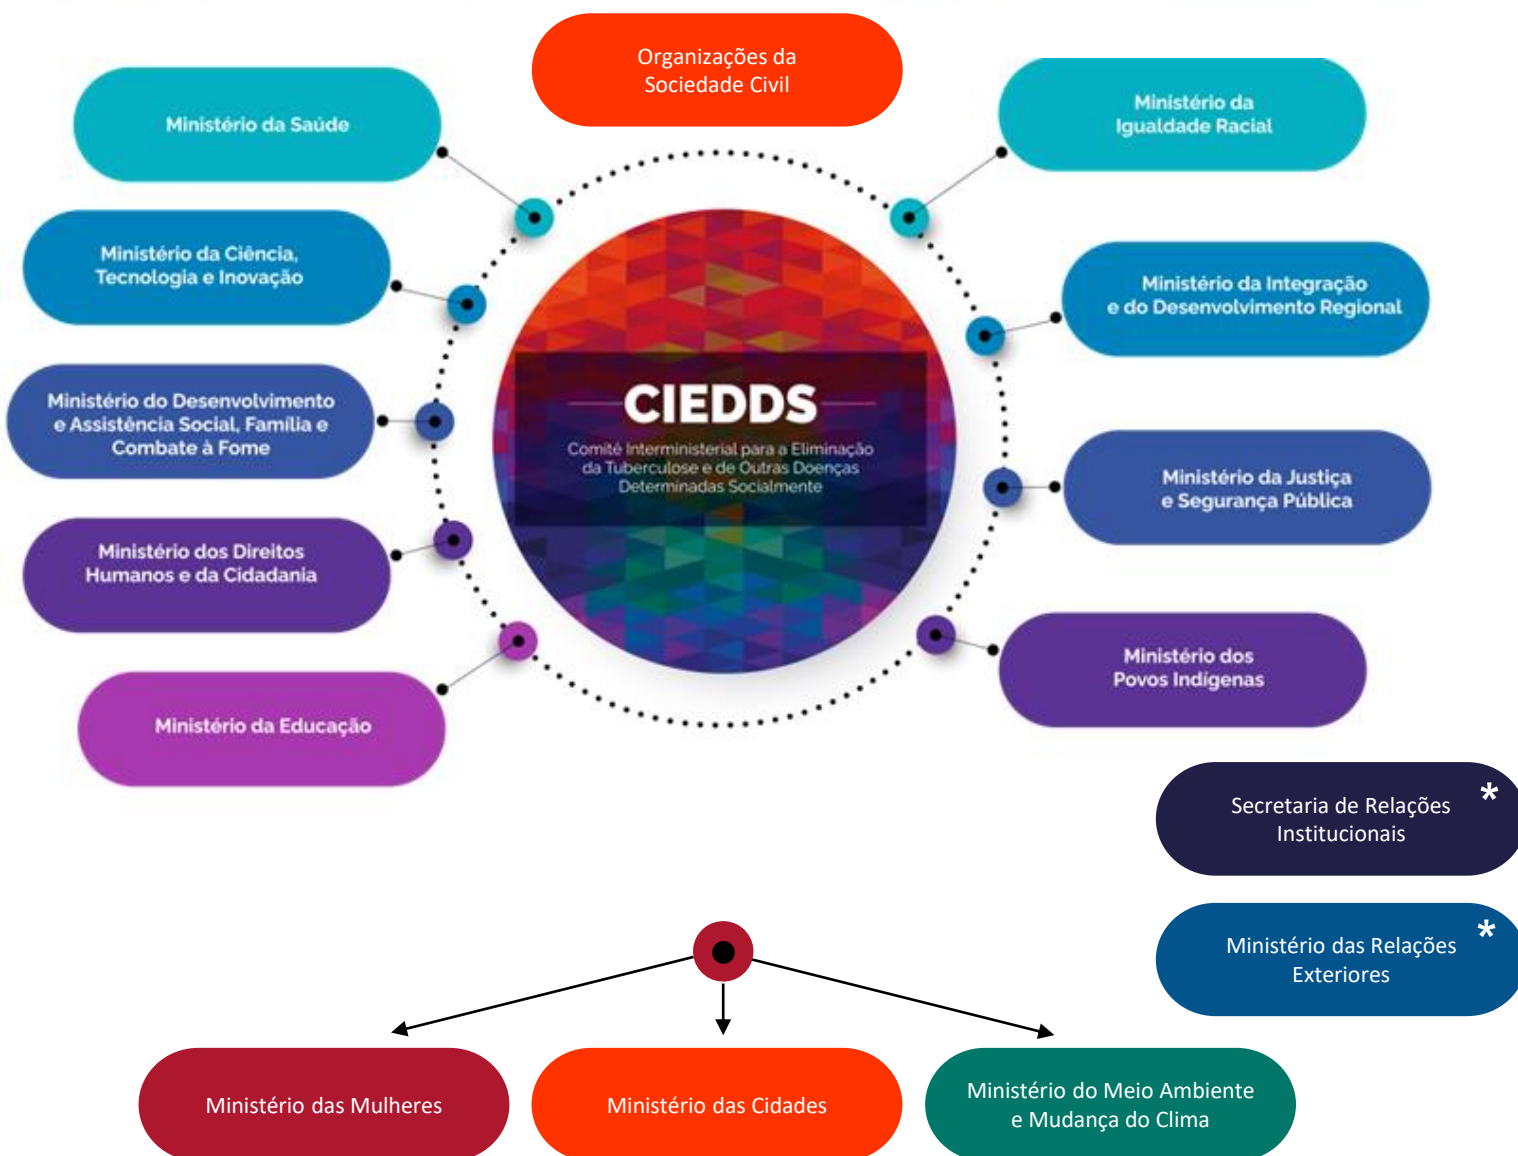 Organizações da
Sociedade Civil
Ministério da Saúde
Ministério da
Igualdade Racial
Ministério da Ciência,
Tecnologia e Inovação
Ministério da Integração
e do Desenvolvimento Regional
Ministério do Desenvolvimento
e Assistência Social, Família e
Combate à Fome
CIEDDS
Comitê Interministerial para a Eliminação
da Tuberculose e de Outras Doenças
Determinadas Socialmente
Ministério da Justiça
e Segurança Pública
Ministério dos Direitos
Humanos e da Cidadania
Ministério dos
Povos Indígenas
Ministério da Educação
Secretaria de Relações *
Institucionais
Ministério das Relações *
Exteriores
Ministério das Mulheres
Ministério das Cidades
Ministério do Meio Ambiente
e Mudança do Clima